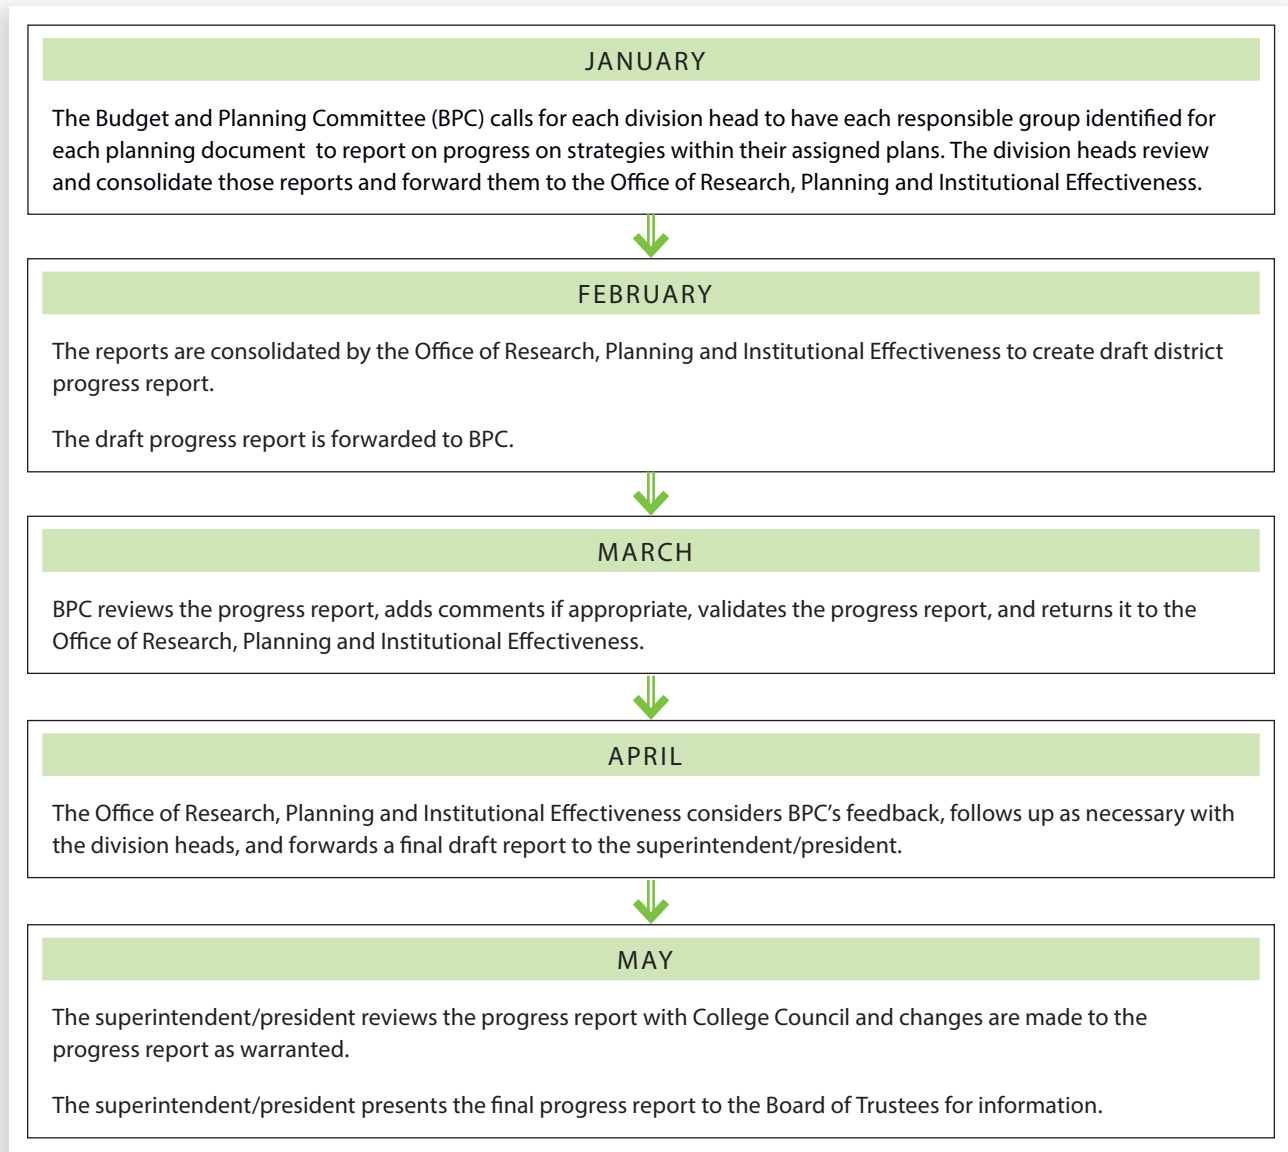 JANUARY
The Budget and Planning Committee (BPC) calls for each division head to have each responsible group identified for
each planning document  to report on progress on strategies within their assigned plans. The division heads review
and consolidate those reports and forward them to the Office of Research, Planning and Institutional Effectiveness.
FEBRUARY
The reports are consolidated by the Office of Research, Planning and Institutional Effectiveness to create draft district
progress report.
The draft progress report is forwarded to BPC.
MARCH
BPC reviews the progress report, adds comments if appropriate, validates the progress report, and returns it to the
Office of Research, Planning and Institutional Effectiveness.
APRIL
The Office of Research, Planning and Institutional Effectiveness considers BPC’s feedback, follows up as necessary with
the division heads, and forwards a final draft report to the superintendent/president.
MAY
The superintendent/president reviews the progress report with College Council and changes are made to the
progress report as warranted.
The superintendent/president presents the final progress report to the Board of Trustees for information.